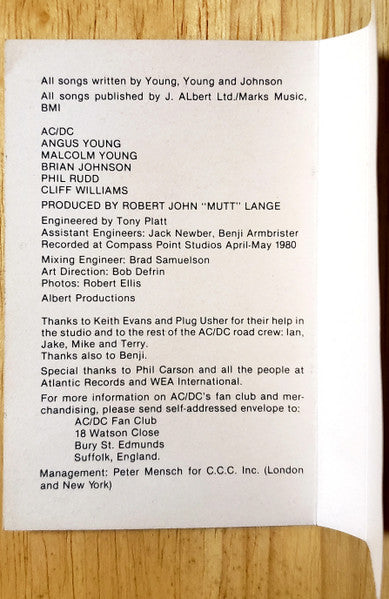 All songs written by Young, Young and Johnson
All songs published by J. ALbert Ltd./Marks Music,
BMI
AC/DC
ANGUS YOUNG
MALCOLM YOUNG
BRIAN JOHNSON
PHIL RUDD
CLIFF WILLIAMS
PRODUCED BY ROBERT JOHN "MUTT" LANGE
Engineered by Tony Platt
Assistant Engineers: Jack Newber, Benji Armbrister
Recorded at Compass Point Studios April-May 1980
Mixing Engineer: Brad Samuelson
Art Direction: Bob Defrin
Photos: Robert Ellis
Albert Productions
Thanks to Keith Evans and Plug Usher for their help in
the studio and to the rest of the AC/DC road crew: Ian,
Jake, Mike and Terry.
Thanks also to Benji.
Special thanks to Phil Carson and all the people at
Atlantic Records and WEA International.
For more information on AC/DC's fan club and mer-
chandising, please send self-addressed envelope to:
AC/DC Fan Club
18 Watson Close
Bury St. Edmunds
Suffolk, England.
Management: Peter Mensch for C.C.C. Inc. (London
and New York)